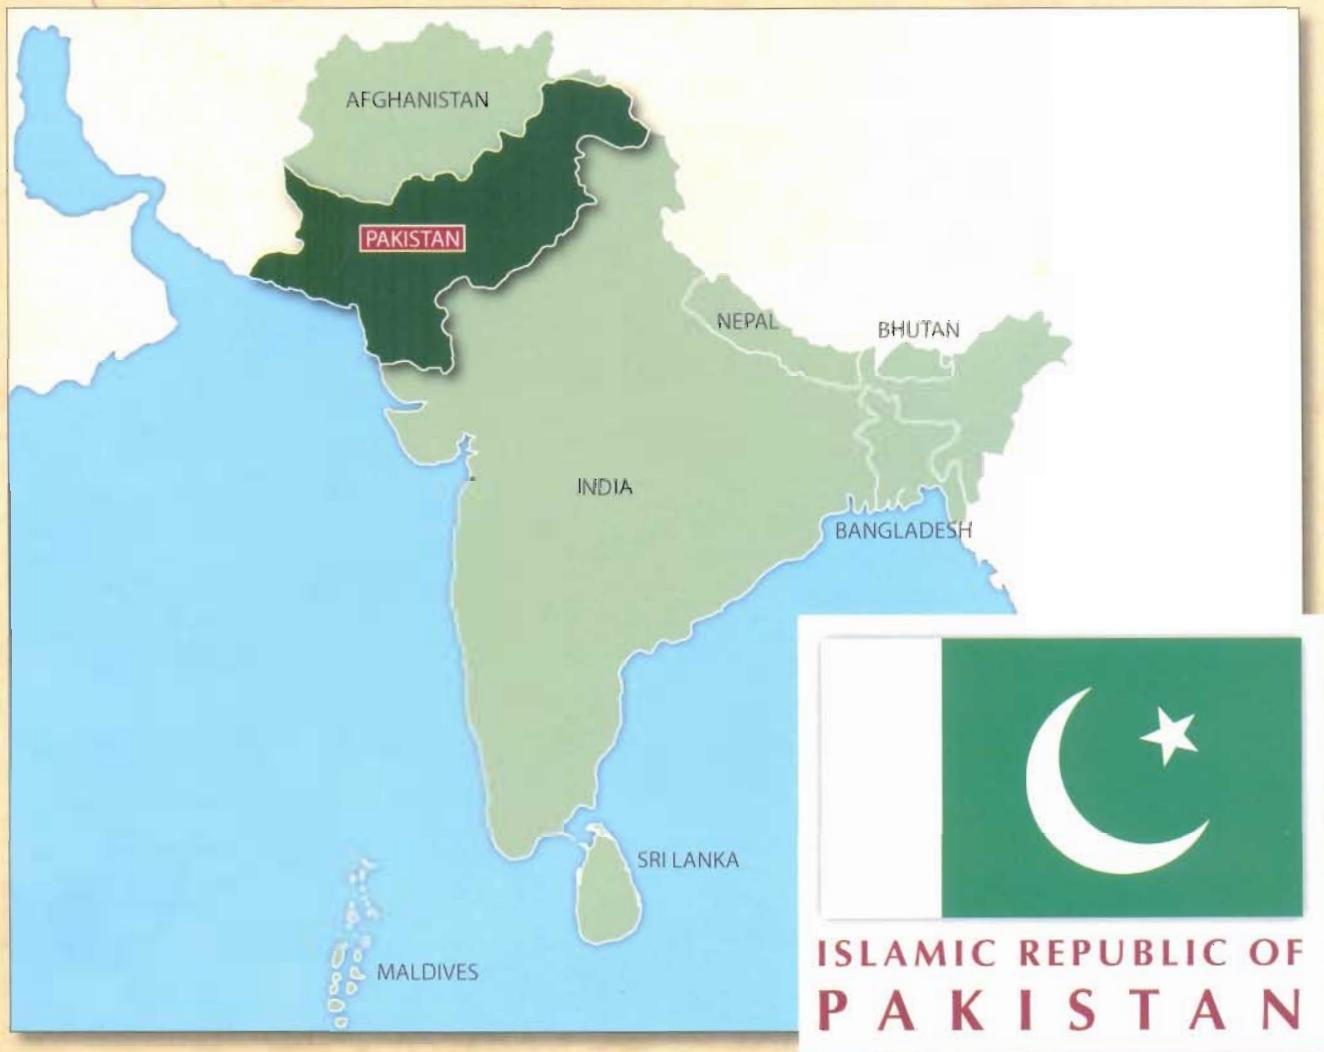 AFGHANISTAN
PAKISTAN
NEPAL
BHUTAN
INDIA
BANGLADESH
SRI LANKA
MALDIVES
ISLAMIC REPUBLIC OF
PAKISTAN